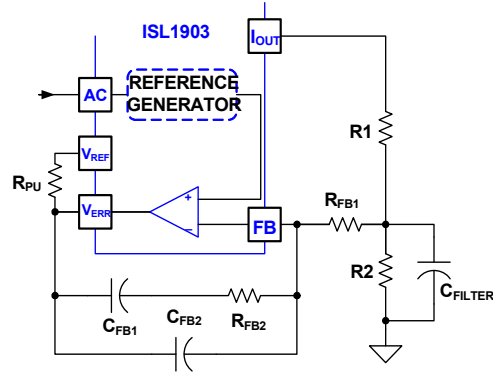 ISL1903
IOUT
AC
REFERENCE
GENERATOR
R1
VREF
RPU
RFB1
VERR
+
−
FB
R2
CFILTER
CFB1
CFB2
RFB2